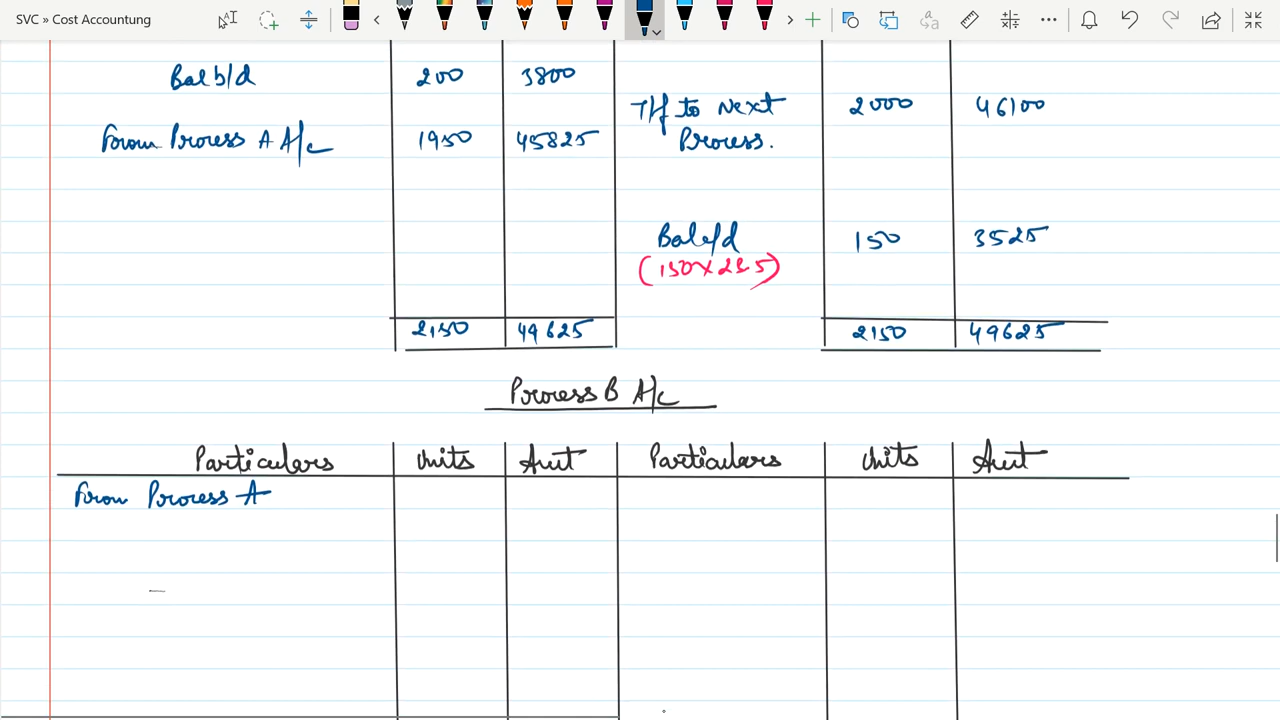 SVC » Cost Accountung
Bal b/d 200 3800
Tff to Next 2000 46100
From Process A A/c 1950 45825 Process.
Bal c/d 150 3525
(150×23.5)
2150 49625 2150 49625
Process B A/c
Particulars Units Amt Particulars Units Amt
From Process A